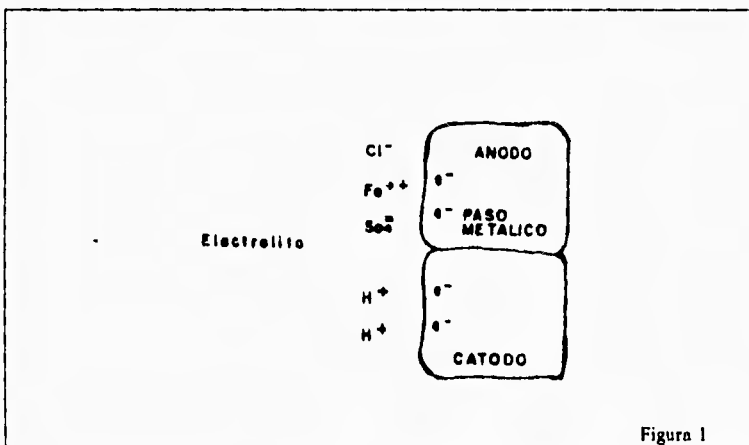 Cl⁻ ANODO
Fe⁺⁺ e⁻
So₄⁼ e⁻ PASO
METALICO
Electrolito
H⁺ e⁻
H⁺ e⁻
CATODO
Figura 1